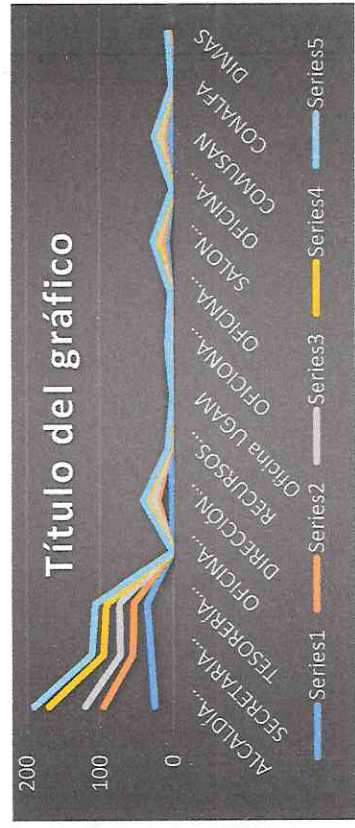 Título del gráfico
200
100
0
ALCALDÍA...
SECRETARIA...
TESORERÍA...
OFICINA...
DIRECCIÓN...
RECURSOS...
Oficina UGAM
OFICIONA...
OFICINA...
SALON...
OFICINA...
COMUSAN
CONALFA
DIMAS
Series1 Series2 Series3 Series4 Series5